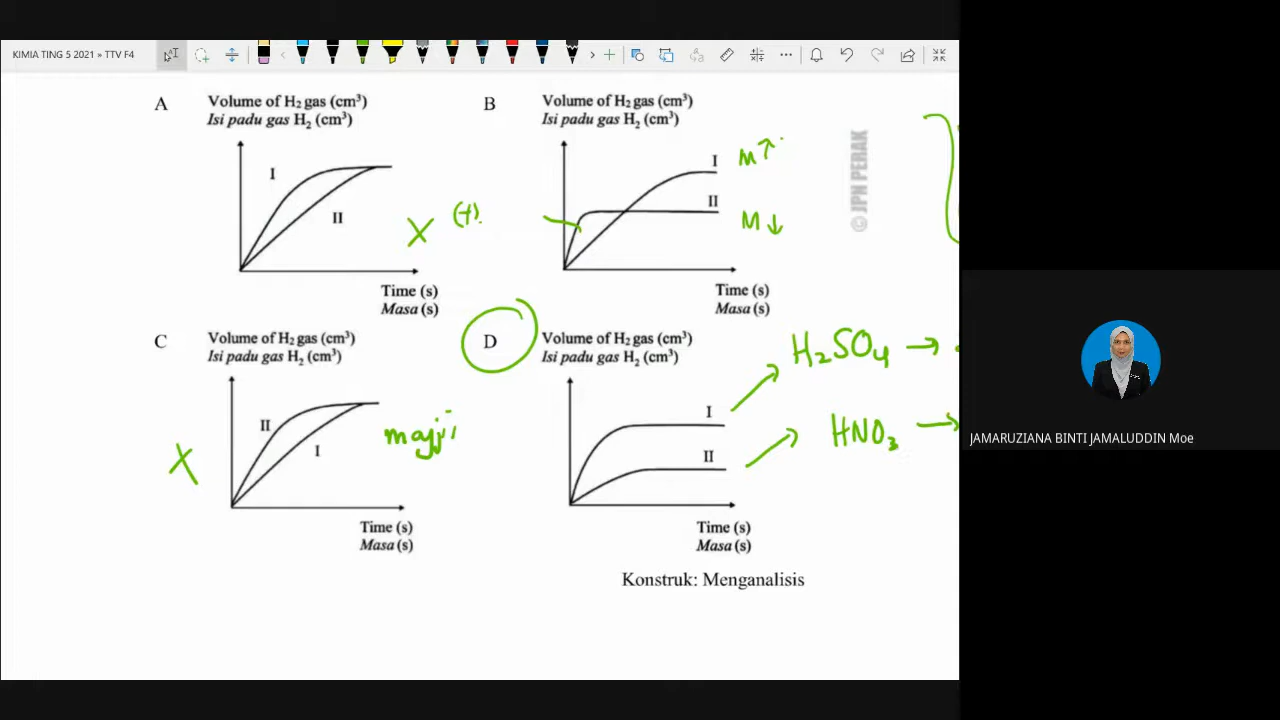 KIMIA TING 5 2021 » TTV F4
A
Volume of H₂ gas (cm³)
Isi padu gas H₂ (cm³)
I
II
X (+).
Time (s)
Masa (s)
B
Volume of H₂ gas (cm³)
Isi padu gas H₂ (cm³)
I
M↑
II
M↓
Time (s)
Masa (s)
© JPN PERAK
C
Volume of H₂ gas (cm³)
Isi padu gas H₂ (cm³)
II
I
X
Time (s)
Masa (s)
D
Volume of H₂ gas (cm³)
Isi padu gas H₂ (cm³)
I
H₂SO₄ →
II
HNO₃ →
Time (s)
Masa (s)
Konstruk: Menganalisis
JAMARUZIANA BINTI JAMALUDDIN Moe